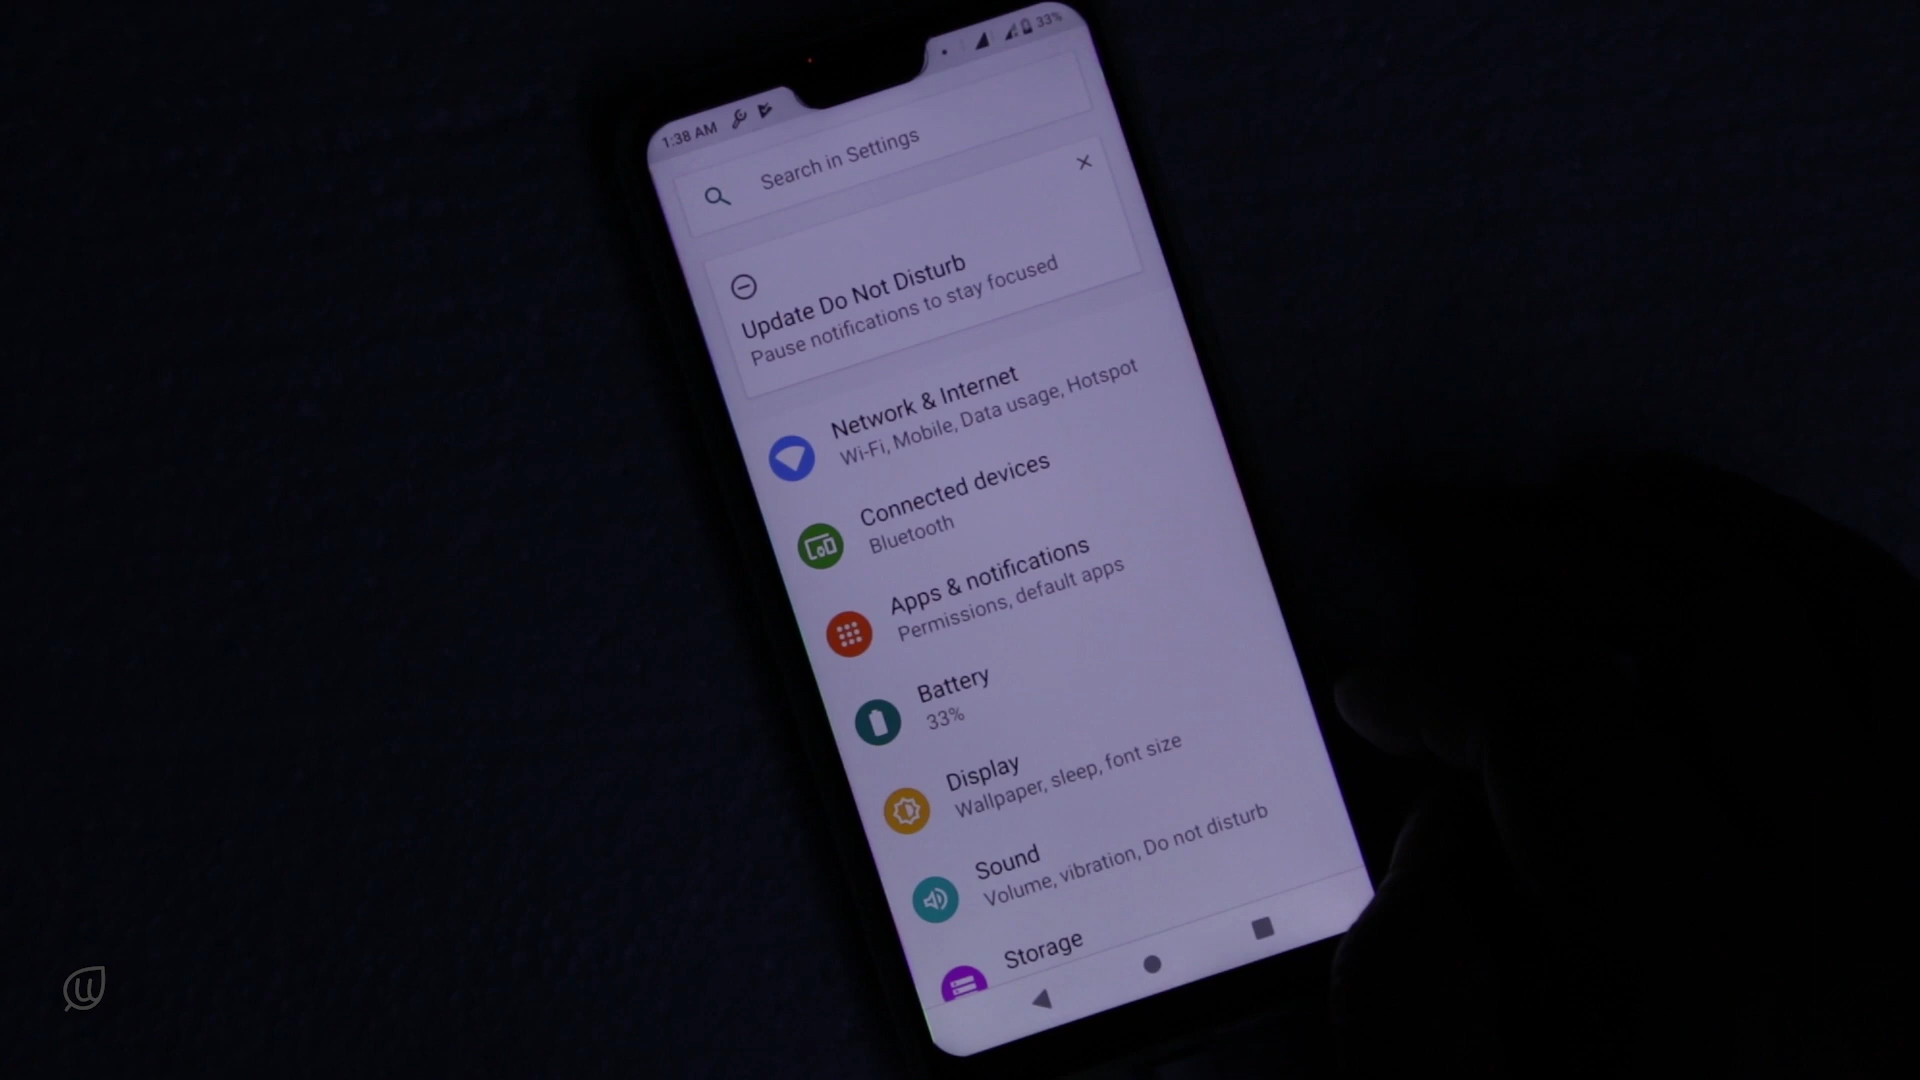 1:38 AM
33%
Search in Settings
Update Do Not Disturb
Pause notifications to stay focused
Network & Internet
Wi-Fi, Mobile, Data usage, Hotspot
Connected devices
Bluetooth
Apps & notifications
Permissions, default apps
Battery
33%
Display
Wallpaper, sleep, font size
Sound
Volume, vibration, Do not disturb
Storage